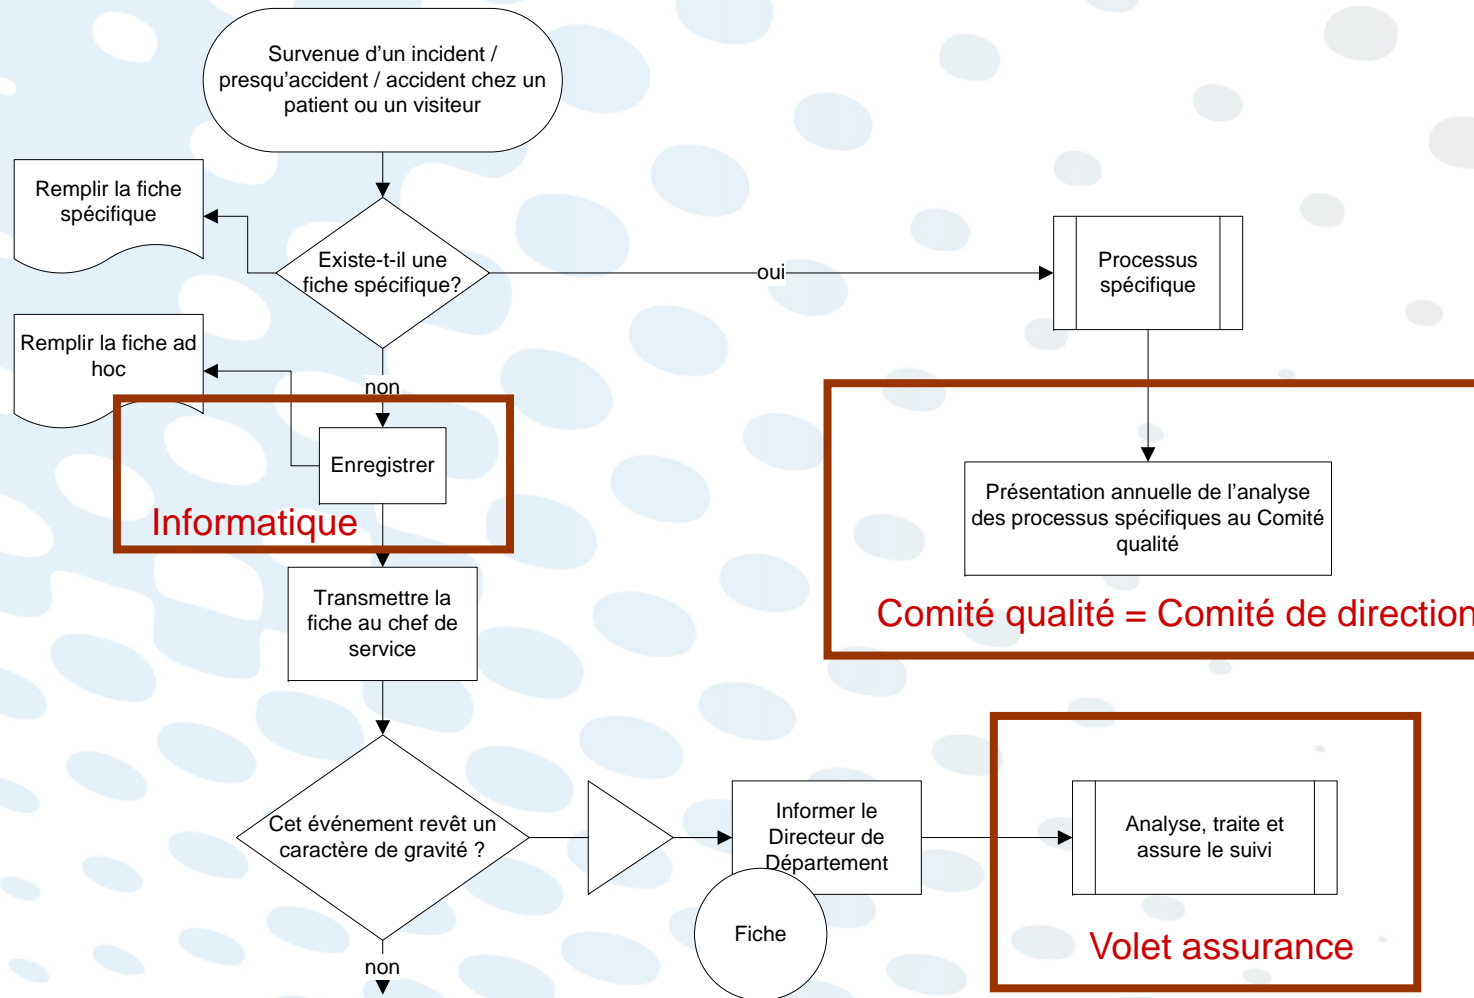 Survenue d'un incident /
presqu'accident / accident chez un
patient ou un visiteur
Remplir la fiche
spécifique
Existe-t-il une
fiche spécifique?
oui
Processus
spécifique
Remplir la fiche ad
hoc
non
Enregistrer
Informatique
Présentation annuelle de l'analyse
des processus spécifiques au Comité
qualité
Comité qualité = Comité de direction
Transmettre la
fiche au chef de
service
Cet événement revêt un
caractère de gravité ?
Informer le
Directeur de
Département
Analyse, traite et
assure le suivi
Fiche
Volet assurance
non